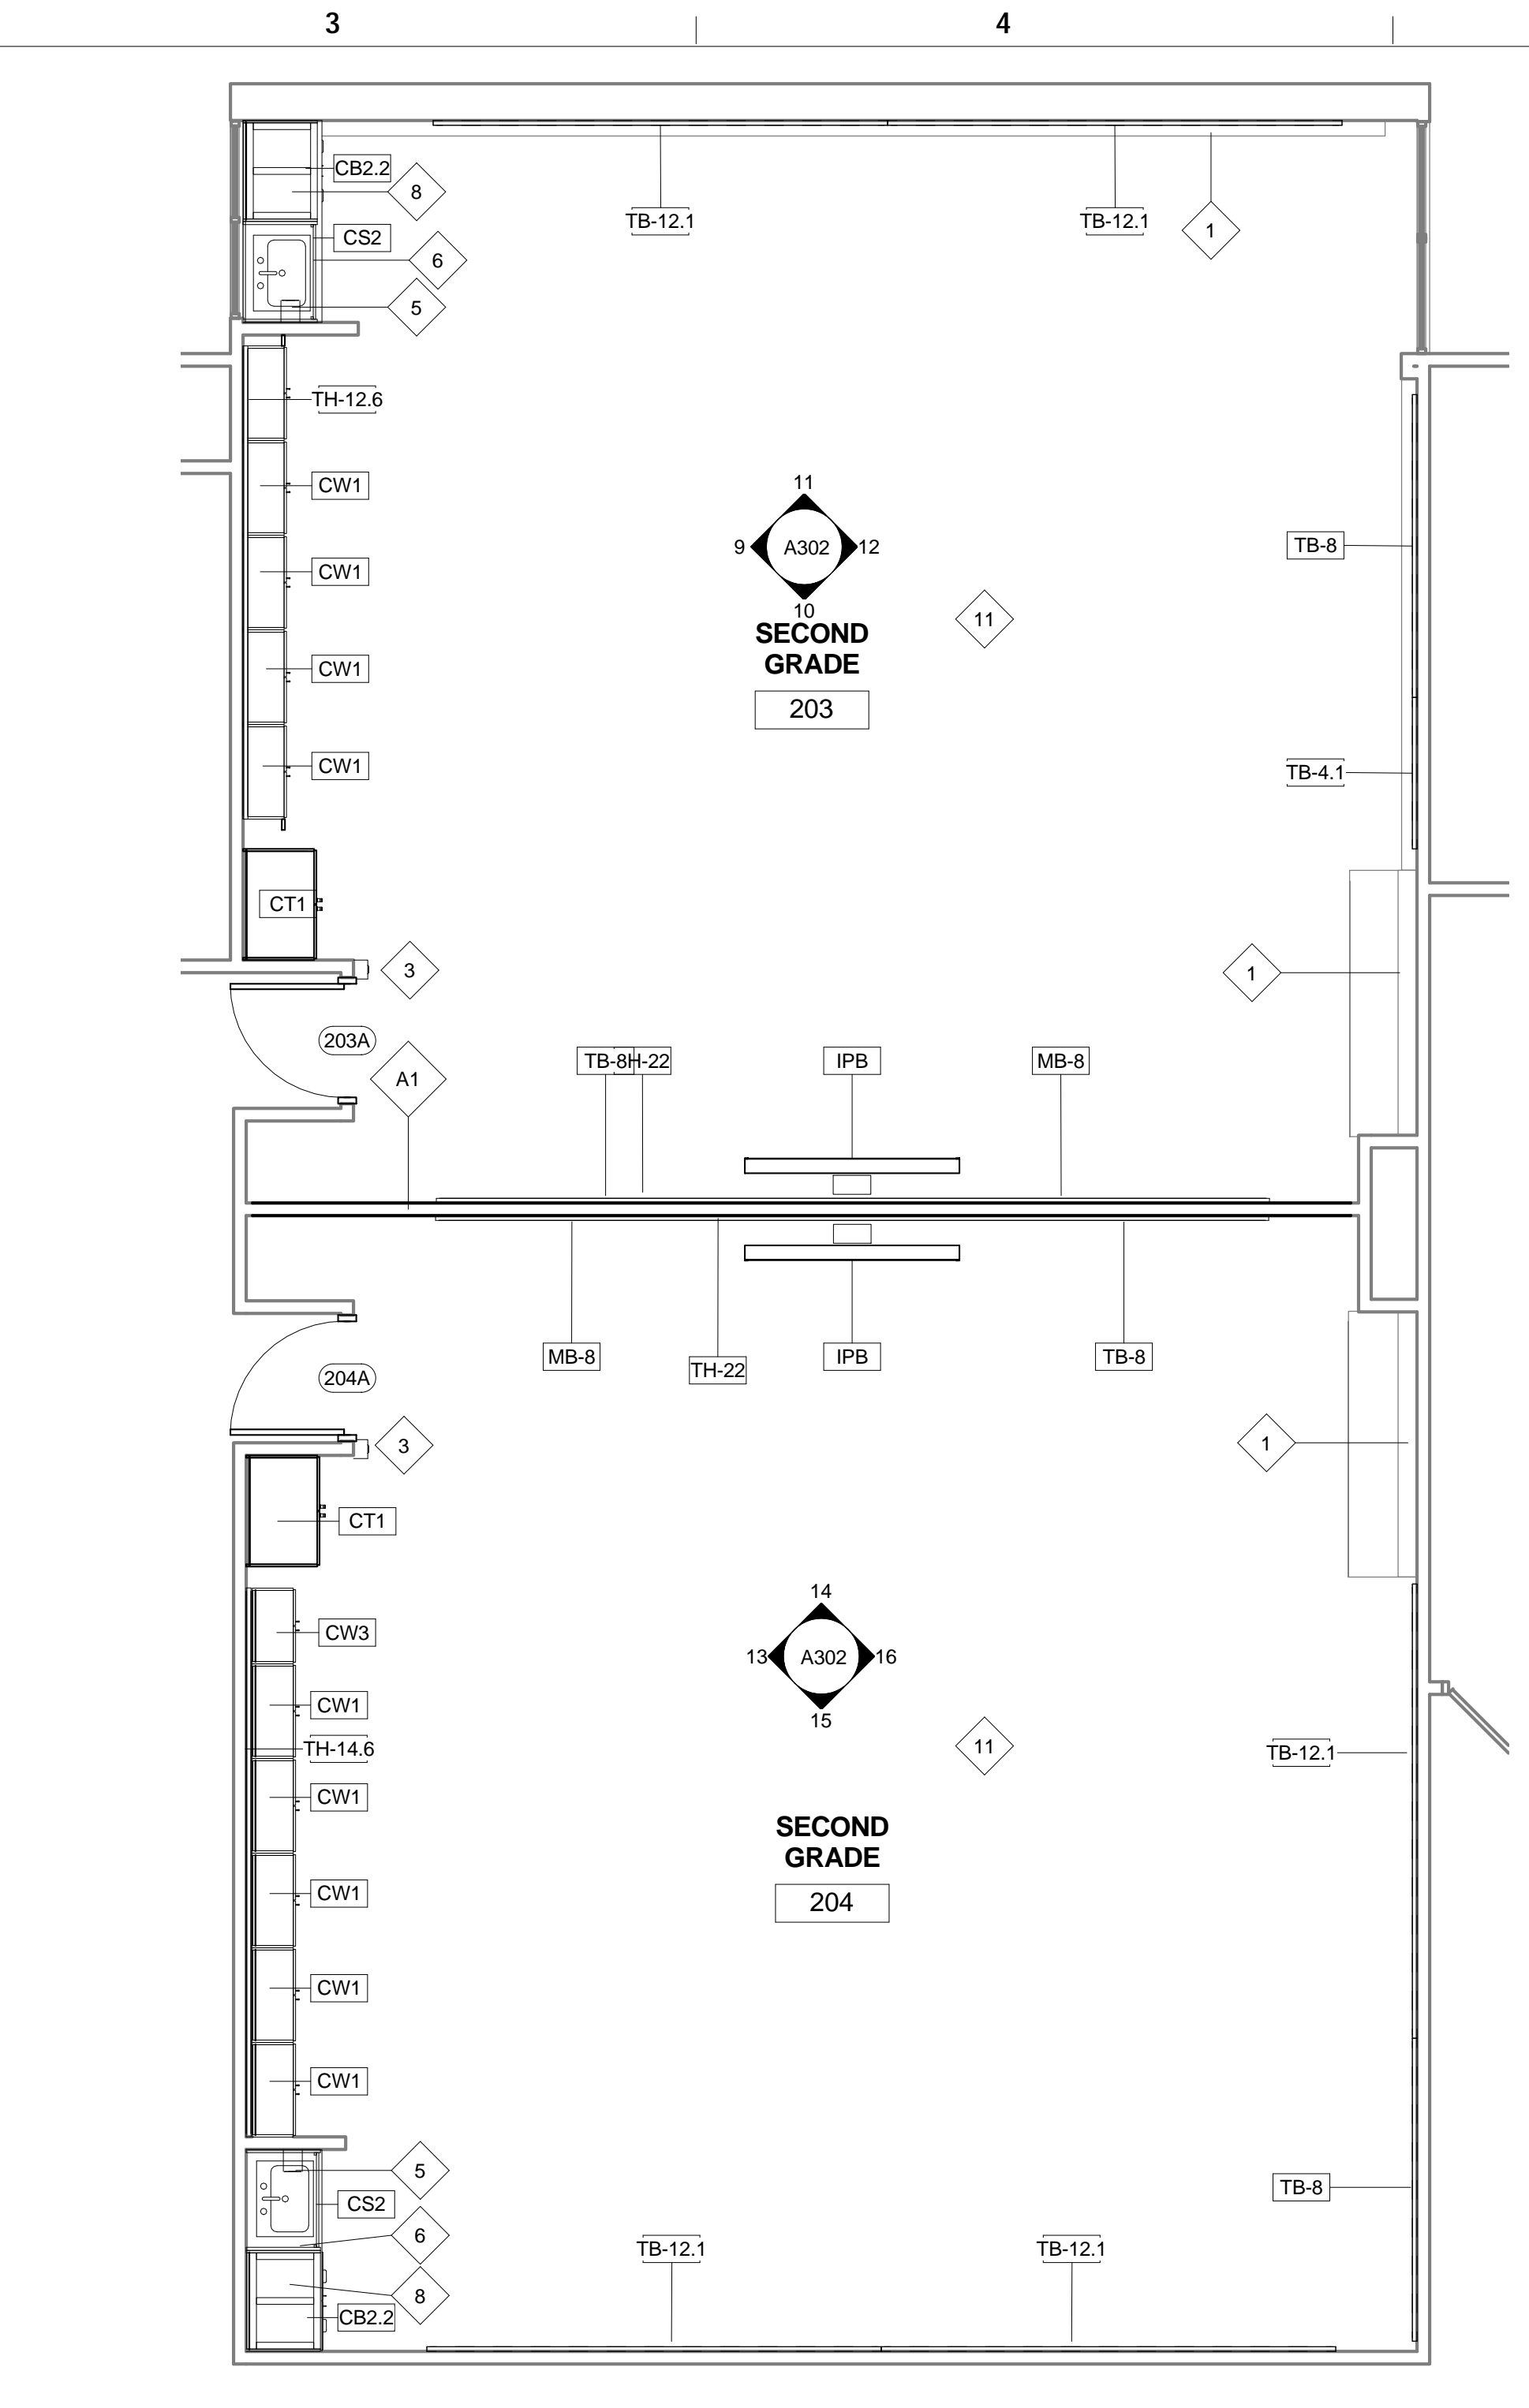 3
4
CB2.2
8
TB-12.1
TB-12.1
1
CS2
6
5
TH-12.6
CW1
11
9
A302
12
10
TB-8
CW1
11
SECOND
GRADE
CW1
203
CW1
TB-4.1
CT1
3
1
203A
A1
TB-8
H-22
IPB
MB-8
MB-8
TH-22
IPB
TB-8
204A
3
1
CT1
14
CW3
13
A302
16
CW1
15
TH-14.6
11
TB-12.1
CW1
SECOND
GRADE
CW1
204
CW1
CW1
5
CS2
TB-8
6
TB-12.1
TB-12.1
8
CB2.2